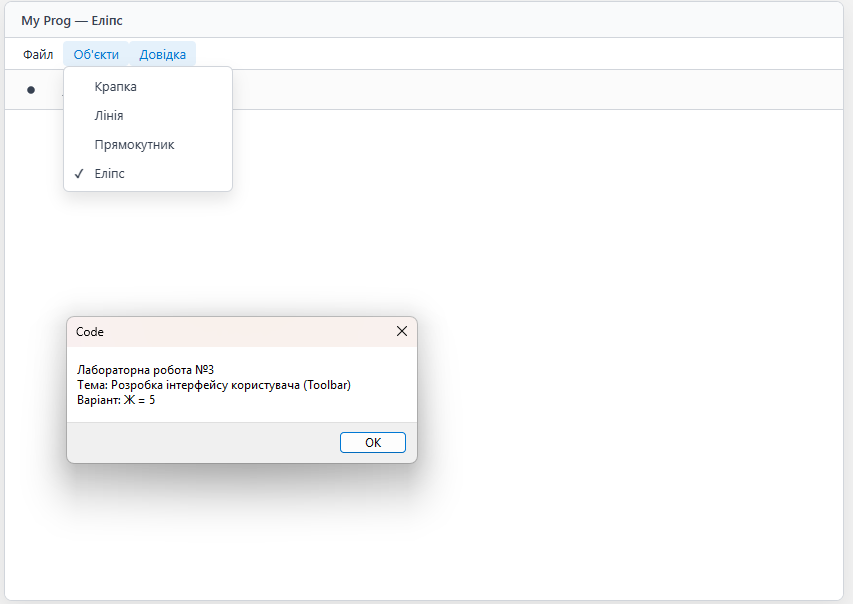 My Prog — Еліпс
Файл Об'єкти Довідка
Крапка
Лінія
Прямокутник
✓ Еліпс
Code
Лабораторна робота №3
Тема: Розробка інтерфейсу користувача (Toolbar)
Варіант: Ж = 5
OK